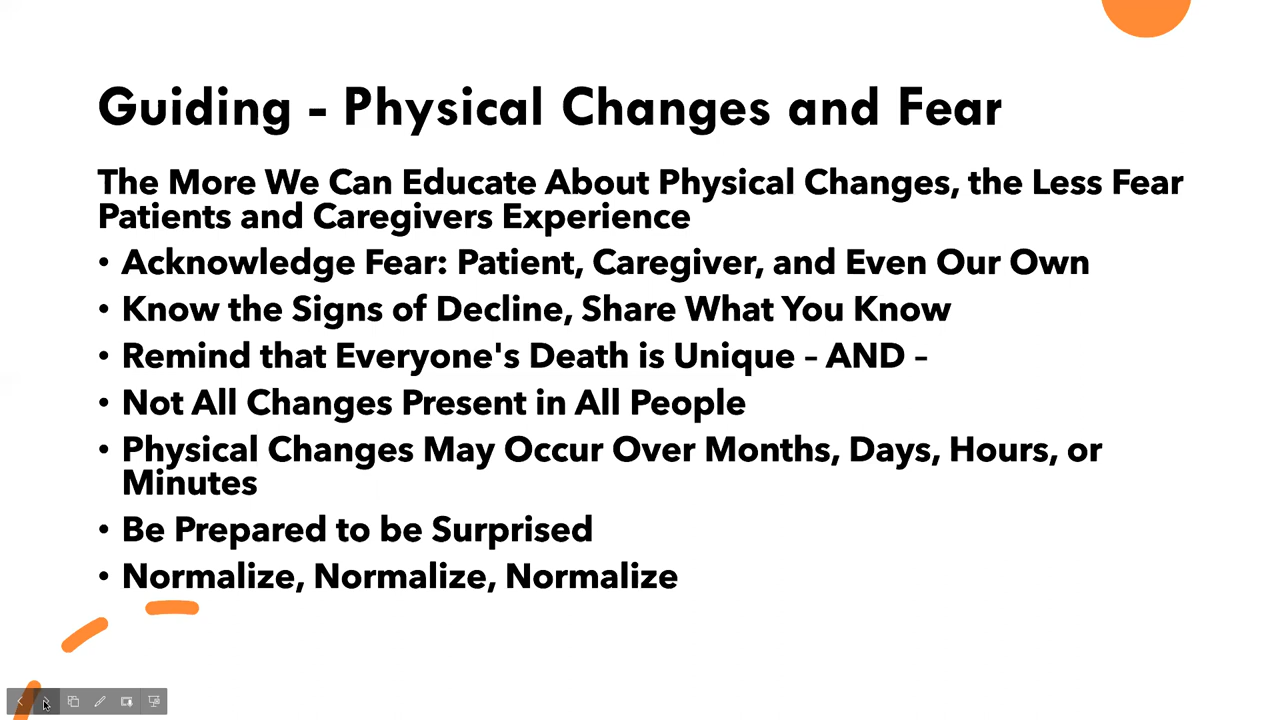 Guiding - Physical Changes and Fear
The More We Can Educate About Physical Changes, the Less Fear
Patients and Caregivers Experience
• Acknowledge Fear: Patient, Caregiver, and Even Our Own
• Know the Signs of Decline, Share What You Know
• Remind that Everyone's Death is Unique – AND –
• Not All Changes Present in All People
• Physical Changes May Occur Over Months, Days, Hours, or
Minutes
• Be Prepared to be Surprised
• Normalize, Normalize, Normalize